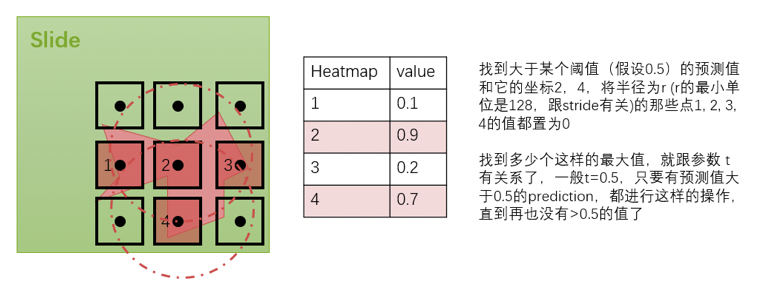 Slide
1
2
3
4
Heatmap value
1 0.1
2 0.9
3 0.2
4 0.7
找到大于某个阈值（假设0.5）的预测值
和它的坐标2，4，将半径为r (r的最小单
位是128，跟stride有关)的那些点1, 2, 3,
4的值都置为0
找到多少个这样的最大值，就跟参数 t
有关系了，一般t=0.5，只要有预测值大
于0.5的prediction，都进行这样的操作，
直到再也没有>0.5的值了